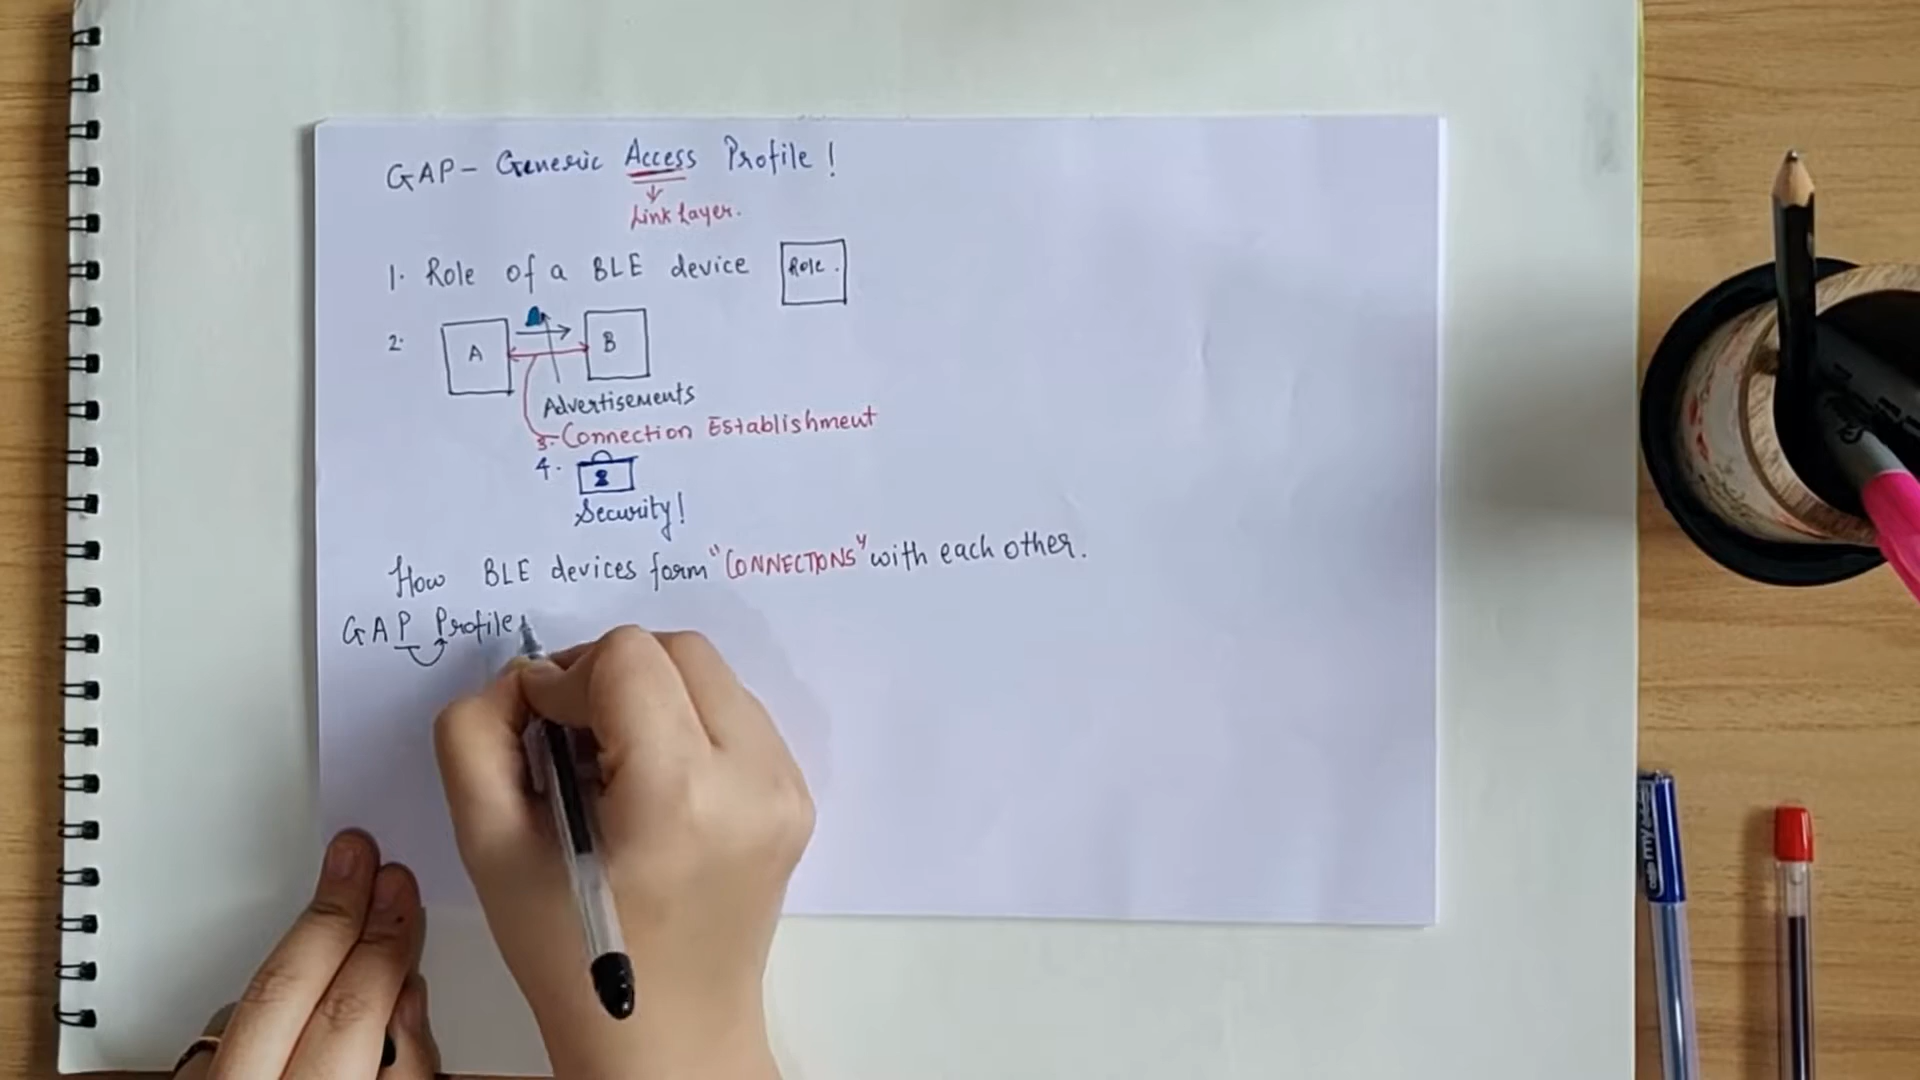 GAP - Generic Access Profile !
Link Layer.
1. Role of a BLE device
Role.
2.
A
B
Advertisements
3. Connection Establishment
4.
Security!
How BLE devices form "CONNECTIONS" with each other.
GAP Profile